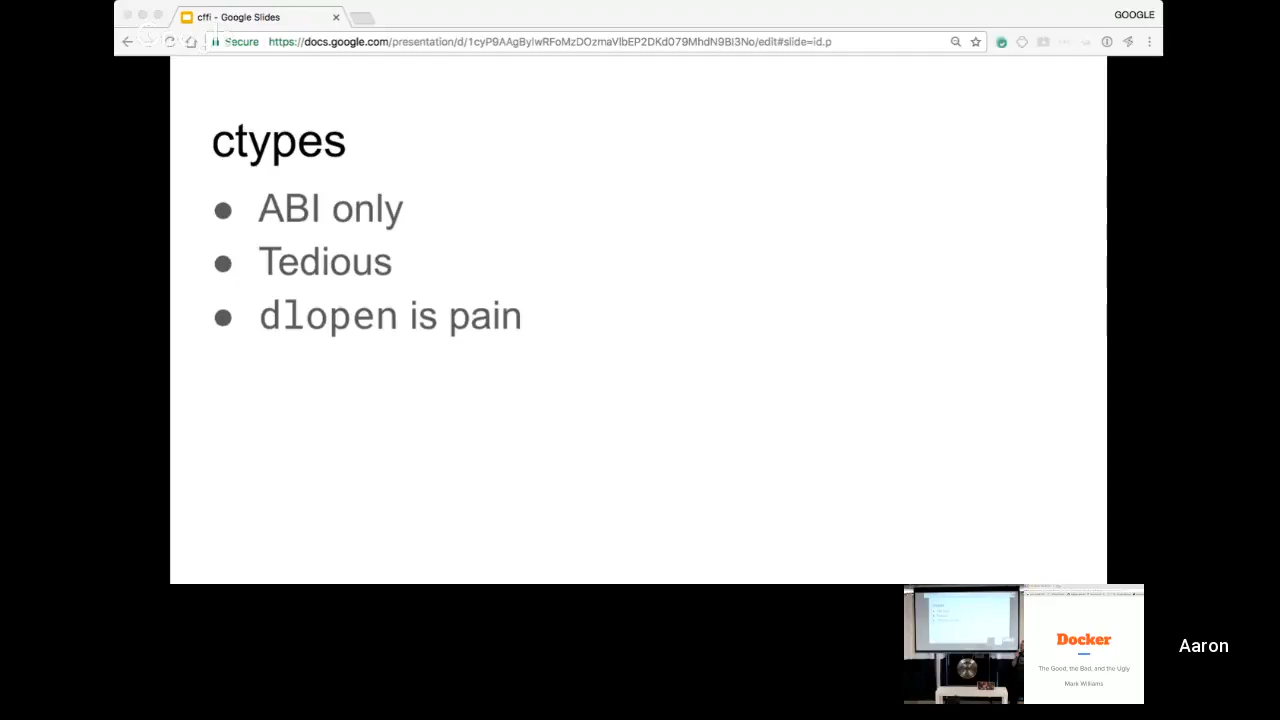 cffi - Google Slides
GOOGLE
Secure https://docs.google.com/presentation/d/1cyP9AAgBylwRFoMzDOzmaVlbEP2DKd079MhdN9BI3No/edit#slide=id.p
ctypes
ABI only
Tedious
dlopen is pain
Docker
The Good, the Bad, and the Ugly
Mark Williams
Aaron